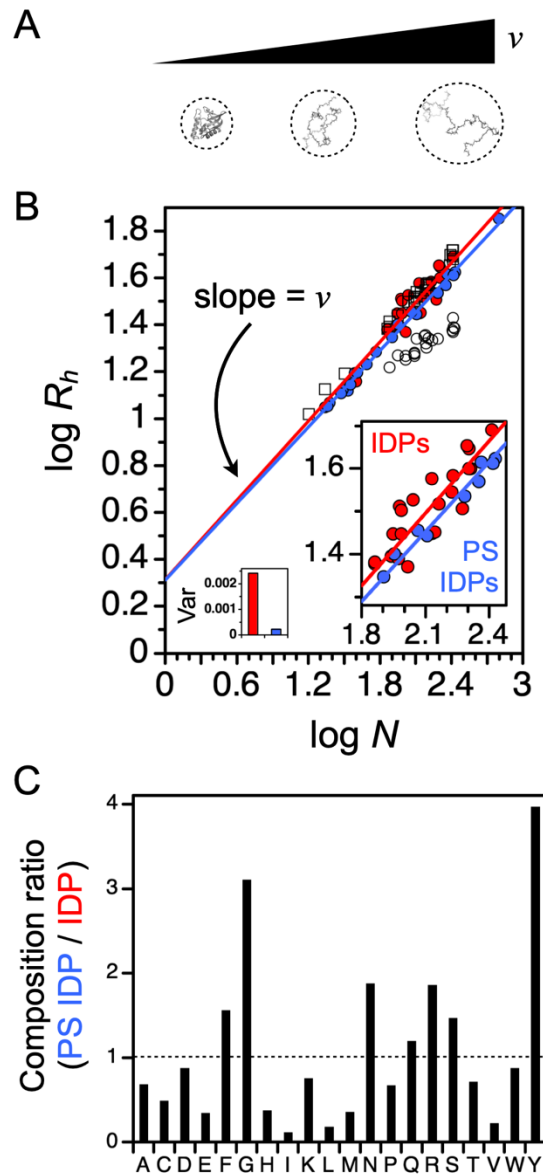 A
ν
B
log Rh
1.8
1.6
1.4
1.2
1
0.8
0.6
0.4
0.2
0
slope = ν
Var
0.002
0.001
0
IDPs
PS
IDPs
1.6
1.4
1.8 2.1 2.4
0 0.6 1.2 1.8 2.4 3
log N
C
Composition ratio
(PS IDP / IDP)
4
3
2
1
0
A C D E F G H I K L M N P Q R S T V W Y